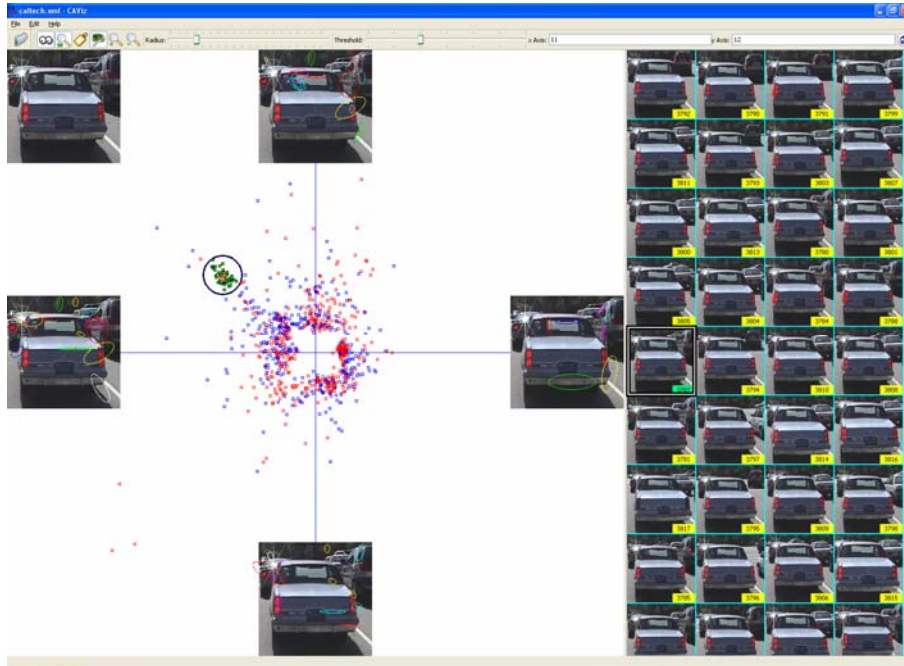 caltech.xml - CAViz
File Edit Help
Radius: Threshold: x Axis: 11 y Axis: 12
3792 3790 3791 3799
3811 3793 3803 3807
3800 3813 3780 3801
3805 3804 3784 3788
3794 3810 3808
3781 3797 3814 3816
3817 3795 3809 3798
3785 3796 3806 3815